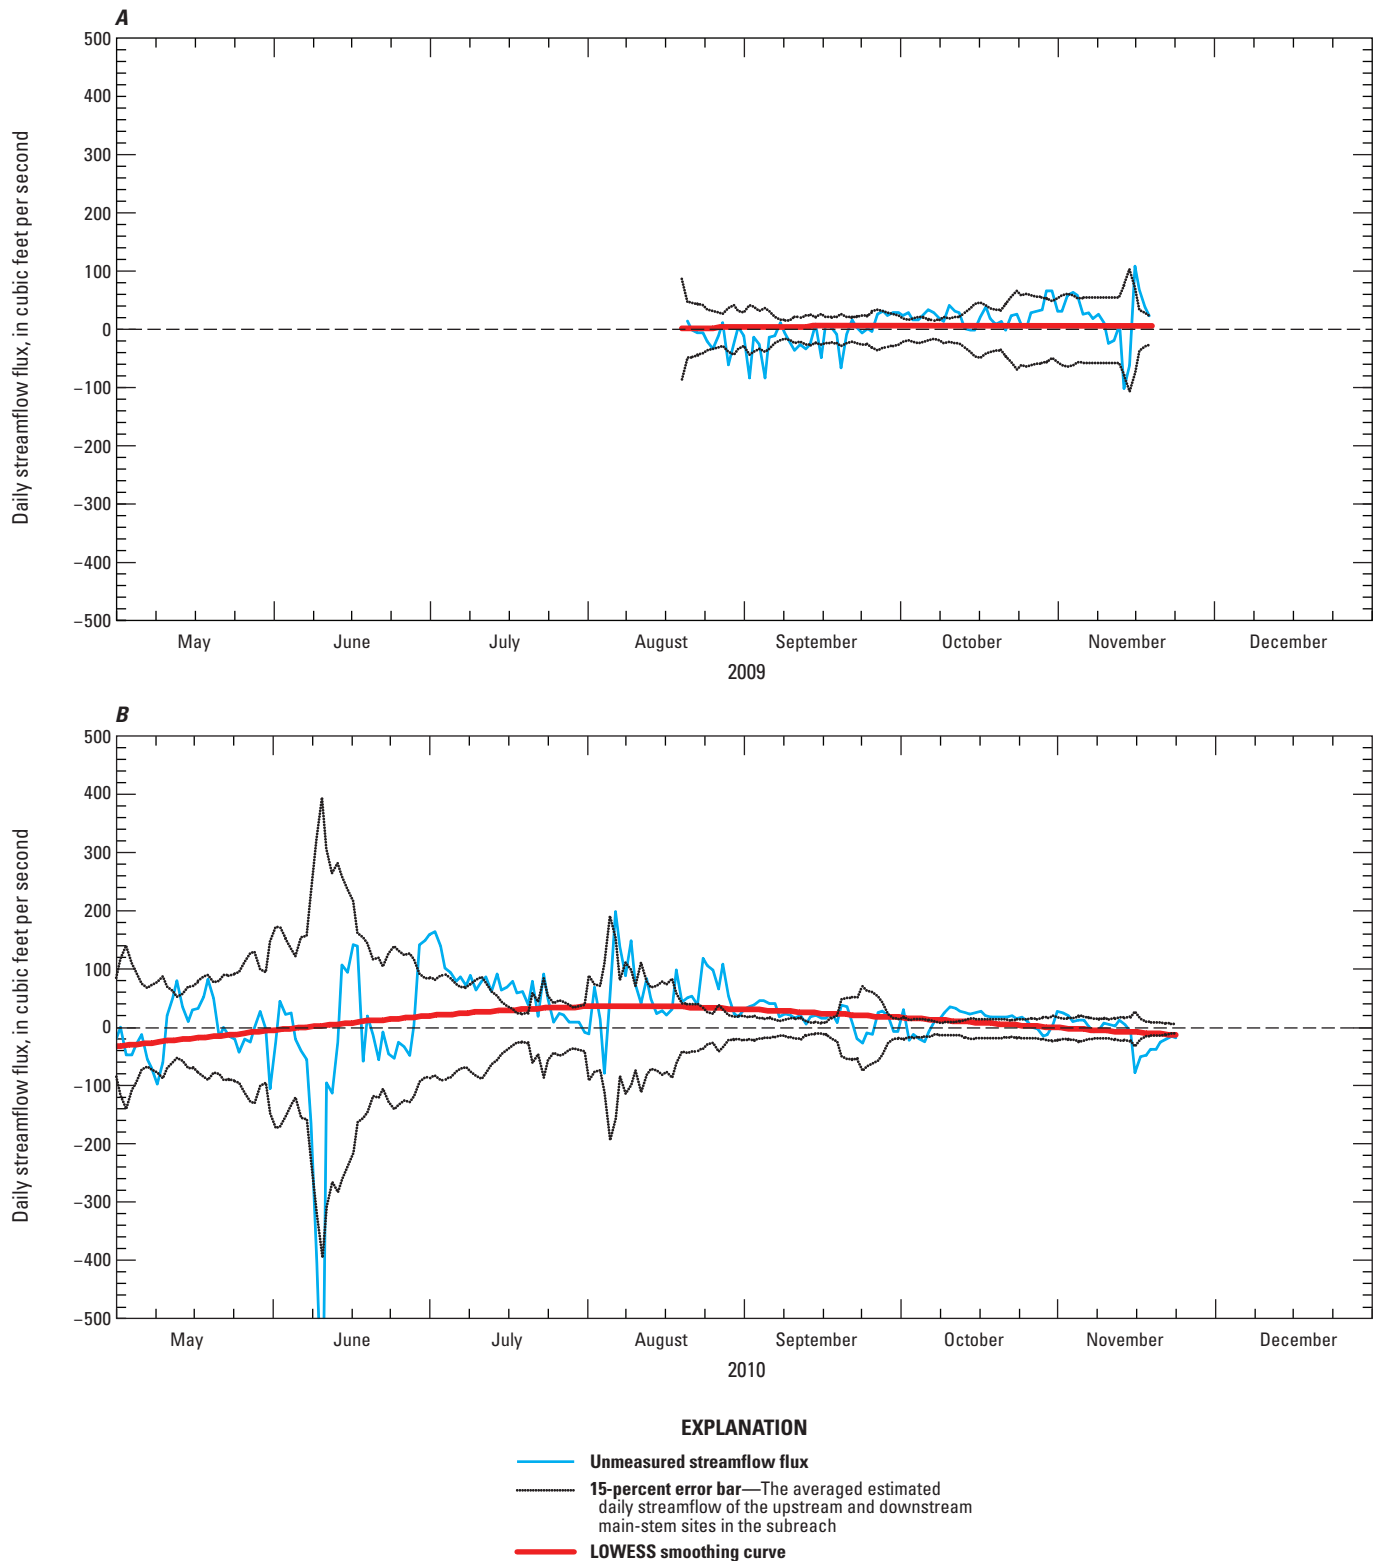 A
Daily streamflow flux, in cubic feet per second
500
400
300
200
100
0
−100
−200
−300
−400
−500
May June July August September October November December
2009
B
Daily streamflow flux, in cubic feet per second
500
400
300
200
100
0
−100
−200
−300
−400
−500
May June July August September October November December
2010
EXPLANATION
Unmeasured streamflow flux
15-percent error bar—The averaged estimated
daily streamflow of the upstream and downstream
main-stem sites in the subreach
LOWESS smoothing curve